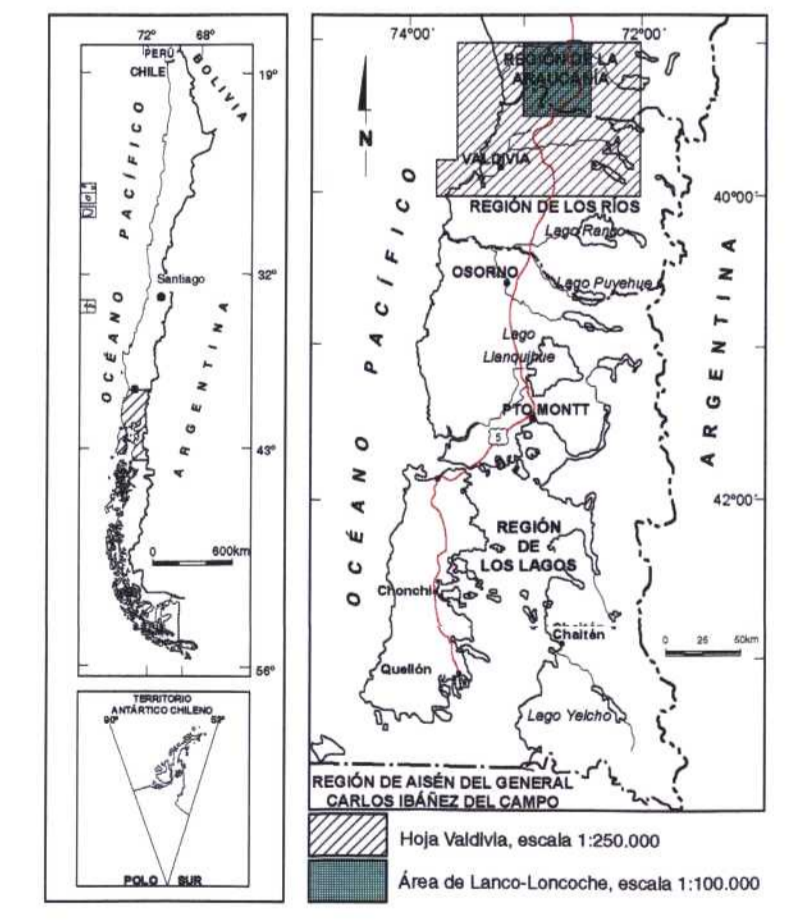 72° 68°
PERÚ
CHILE
BOLIVIA
19°
OCÉANO PACÍFICO
Santiago
32°
ARGENTINA
43°
0 600km
56°
TERRITORIO
ANTÁRTICO CHILENO
90° 53°
POLO SUR
74°00' 72°00'
REGIÓN DE LA
ARAUCANÍA
N
VALDIVIA
40°00'
REGIÓN DE LOS RÍOS
Lago Ranco
OSORNO
Lago Puyehue
OCÉANO PACÍFICO
ARGENTINA
Lago
Llanquihue
PTO MONTT
5
42°00'
REGIÓN
DE
LOS LAGOS
Chonchi
Chaitén
0 25 50km
Quellón
Lago Yelcho
REGIÓN DE AISÉN DEL GENERAL
CARLOS IBÁÑEZ DEL CAMPO
Hoja Valdivia, escala 1:250.000
Área de Lanco-Loncoche, escala 1:100.000